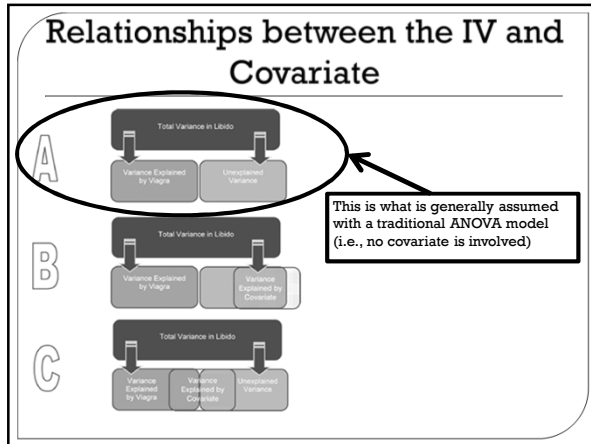 Relationships between the IV and
Covariate
A
Total Variance in Libido
Variance Explained
by Viagra
Unexplained
Variance
This is what is generally assumed
with a traditional ANOVA model
(i.e., no covariate is involved)
B
Total Variance in Libido
Variance Explained
by Viagra
Variance
Explained by
Covariate
C
Total Variance in Libido
Variance
Explained
by Viagra
Variance
Explained by
Covariate
Unexplained
Variance